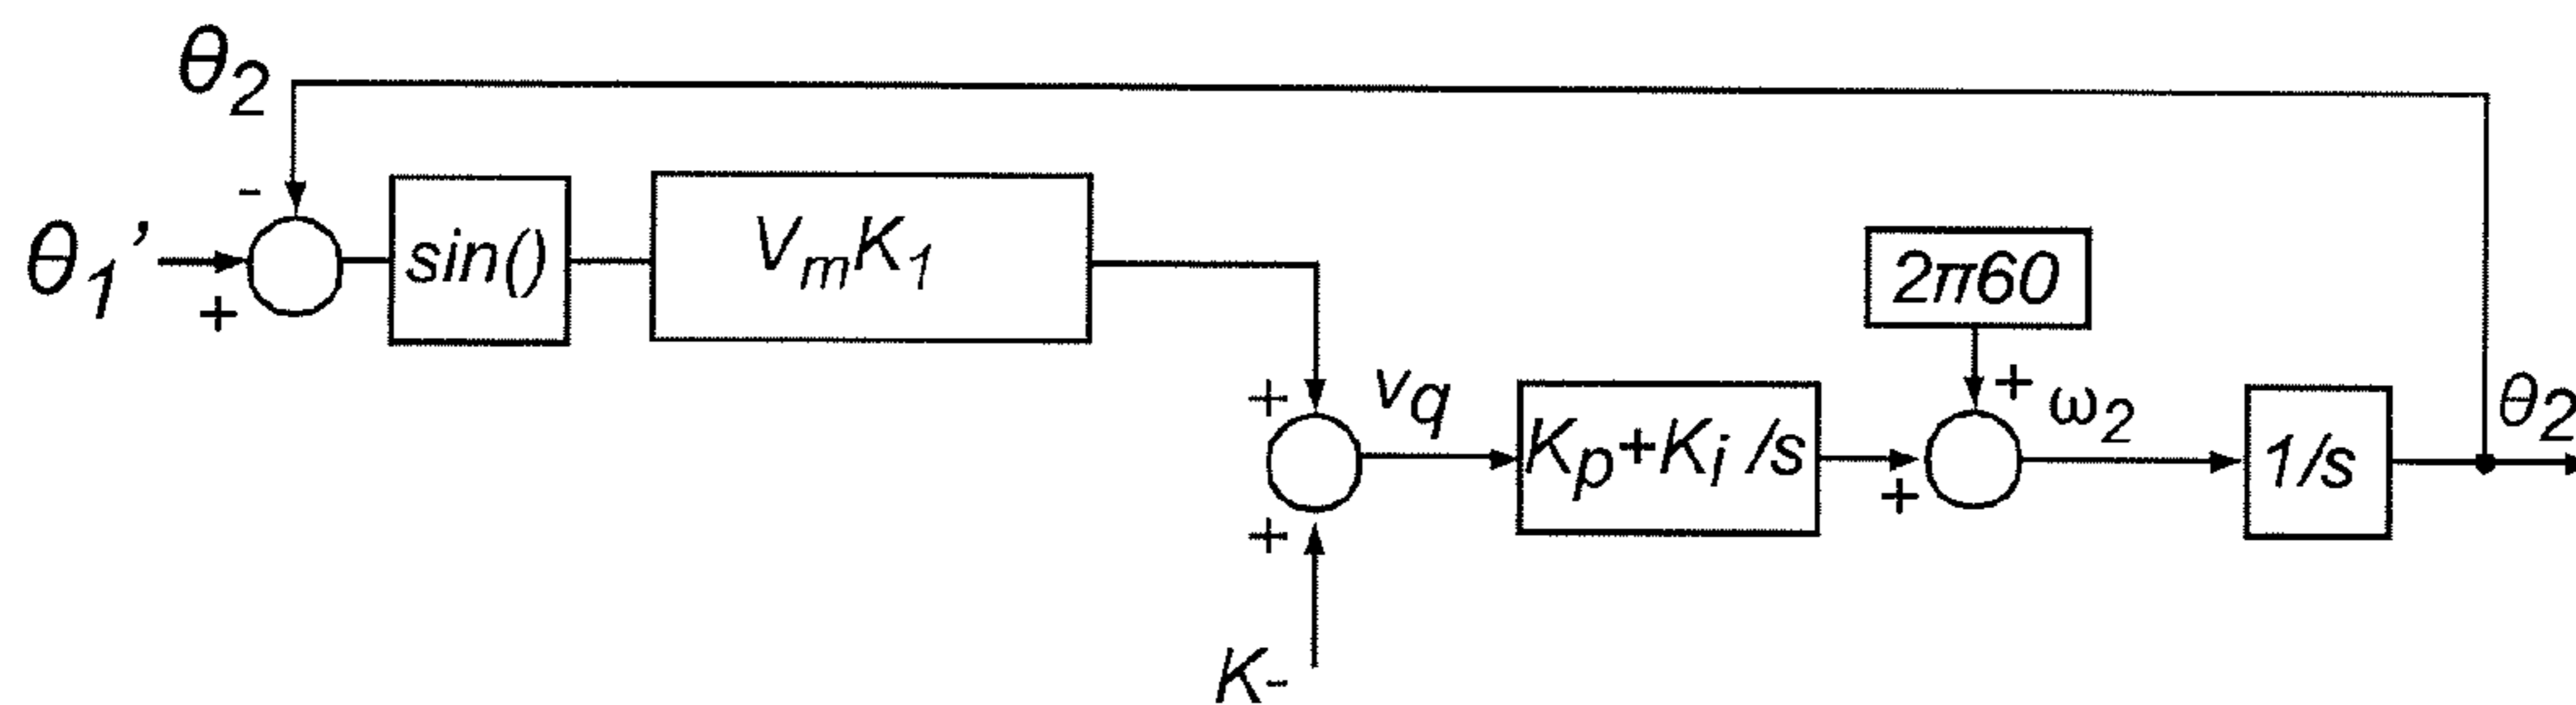 θ2
-
θ1'
+
sin()
VmK1
2π60
+
vq
+
ω2
Kp+Ki /s
+
1/s
θ2
+
K-